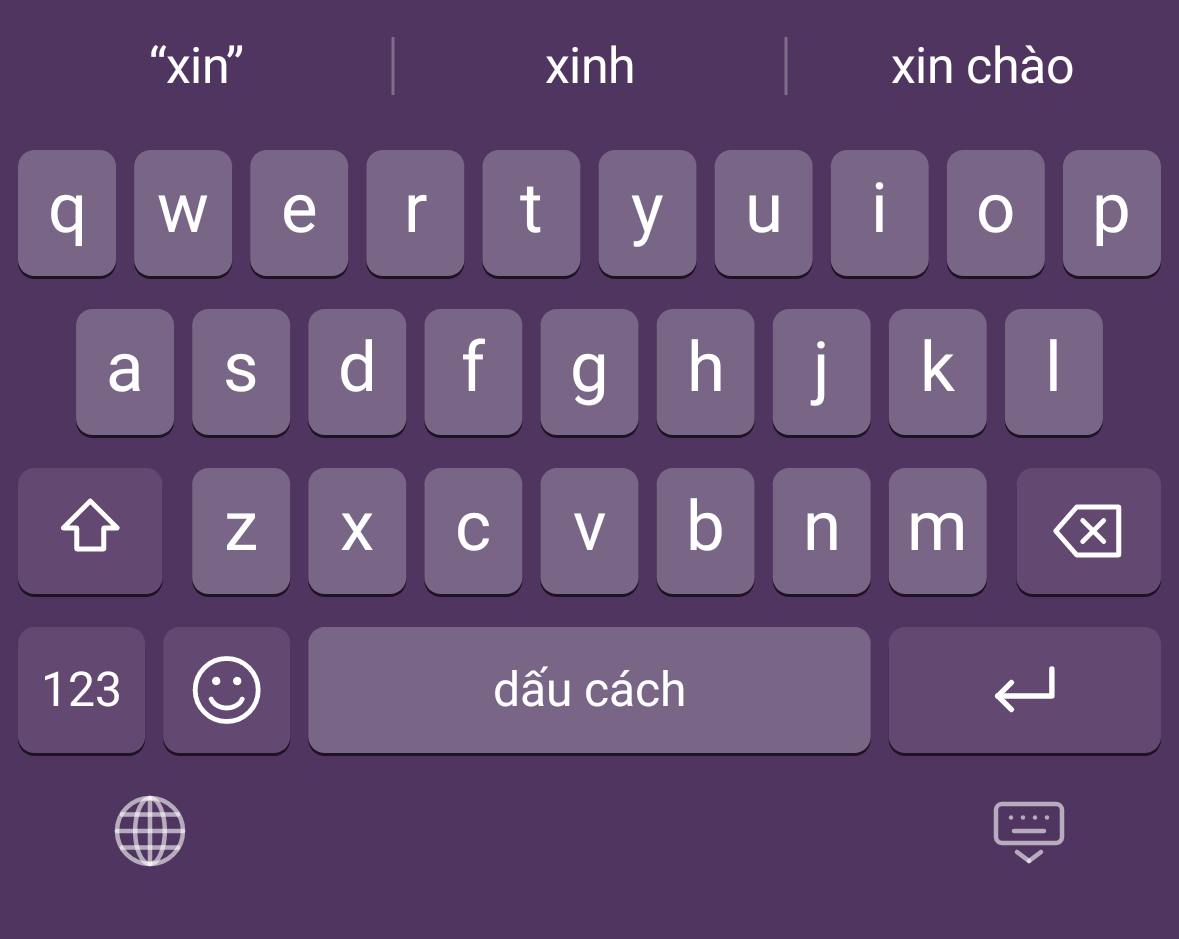 “xin” xinh xin chào
q w e r t y u i o p
a s d f g h j k l
z x c v b n m
123 dấu cách